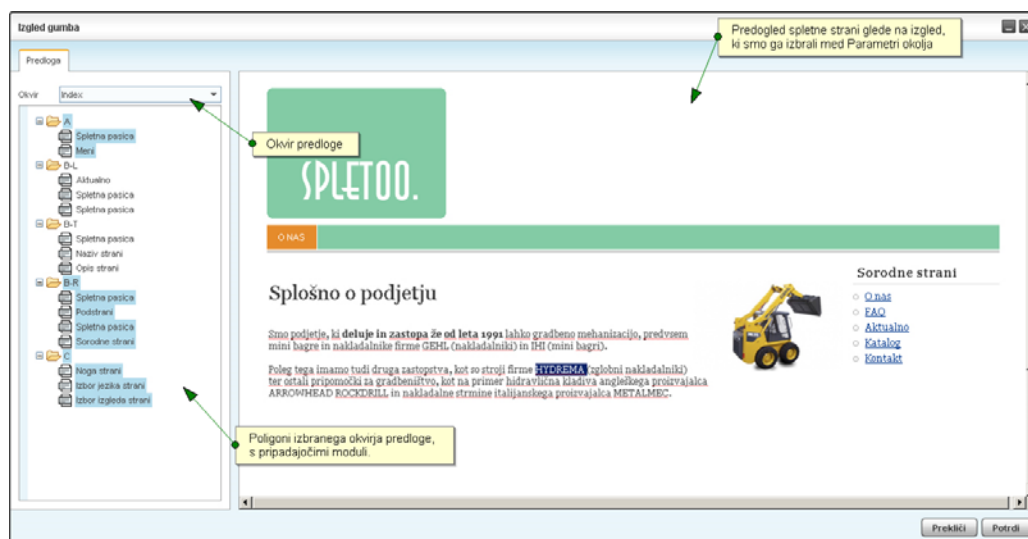 Izgled gumba
Predogled spletne strani glede na izgled,
ki smo ga izbrali med Parametri okolja
Predloga
Okvir
Index
Okvir predloge
A
Spletna pasica
Meni
B-L
Aktualno
Spletna pasica
Spletna pasica
B-T
Spletna pasica
Naziv strani
Opis strani
B-R
Spletna pasica
Podstrani
Spletna pasica
Sorodne strani
C
Noga strani
Izbor jezika strani
Izbor izgleda strani
Poligoni izbranega okvirja predloge,
s pripadajočimi moduli.
SPLETOO.
O NAS
Splošno o podjetju
Smo podjetje, ki deluje in zastopa že od leta 1991 lahko gradbeno mehanizacijo, predvsem
mini bagre in nakladalnike firme GEHL (nakladalniki) in IHI (mini bagri).
Poleg tega imamo tudi druga zastoprtva, kot so stroji firme HYDREMA (zglobni nakladalniki)
ter ostali pripomočki za gradbeništvo, kot na primer hidravlična kladiva angleškega proizvajalca
ARROWHEAD ROCKDRILL in nakladalne strmine italijanskega proizvajalca METALMEC.
Sorodne strani
O nas
FAQ
Aktualno
Katalog
Kontakt
Prekliči
Potrdi